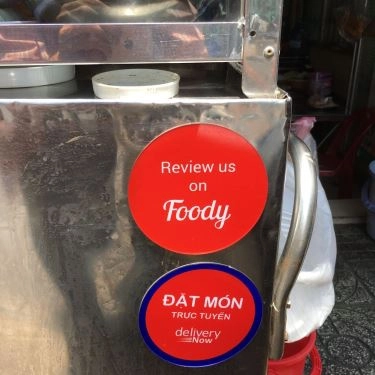 Review us
on
Foody
ĐẶT MÓN
TRỰC TUYẾN
delivery
Now